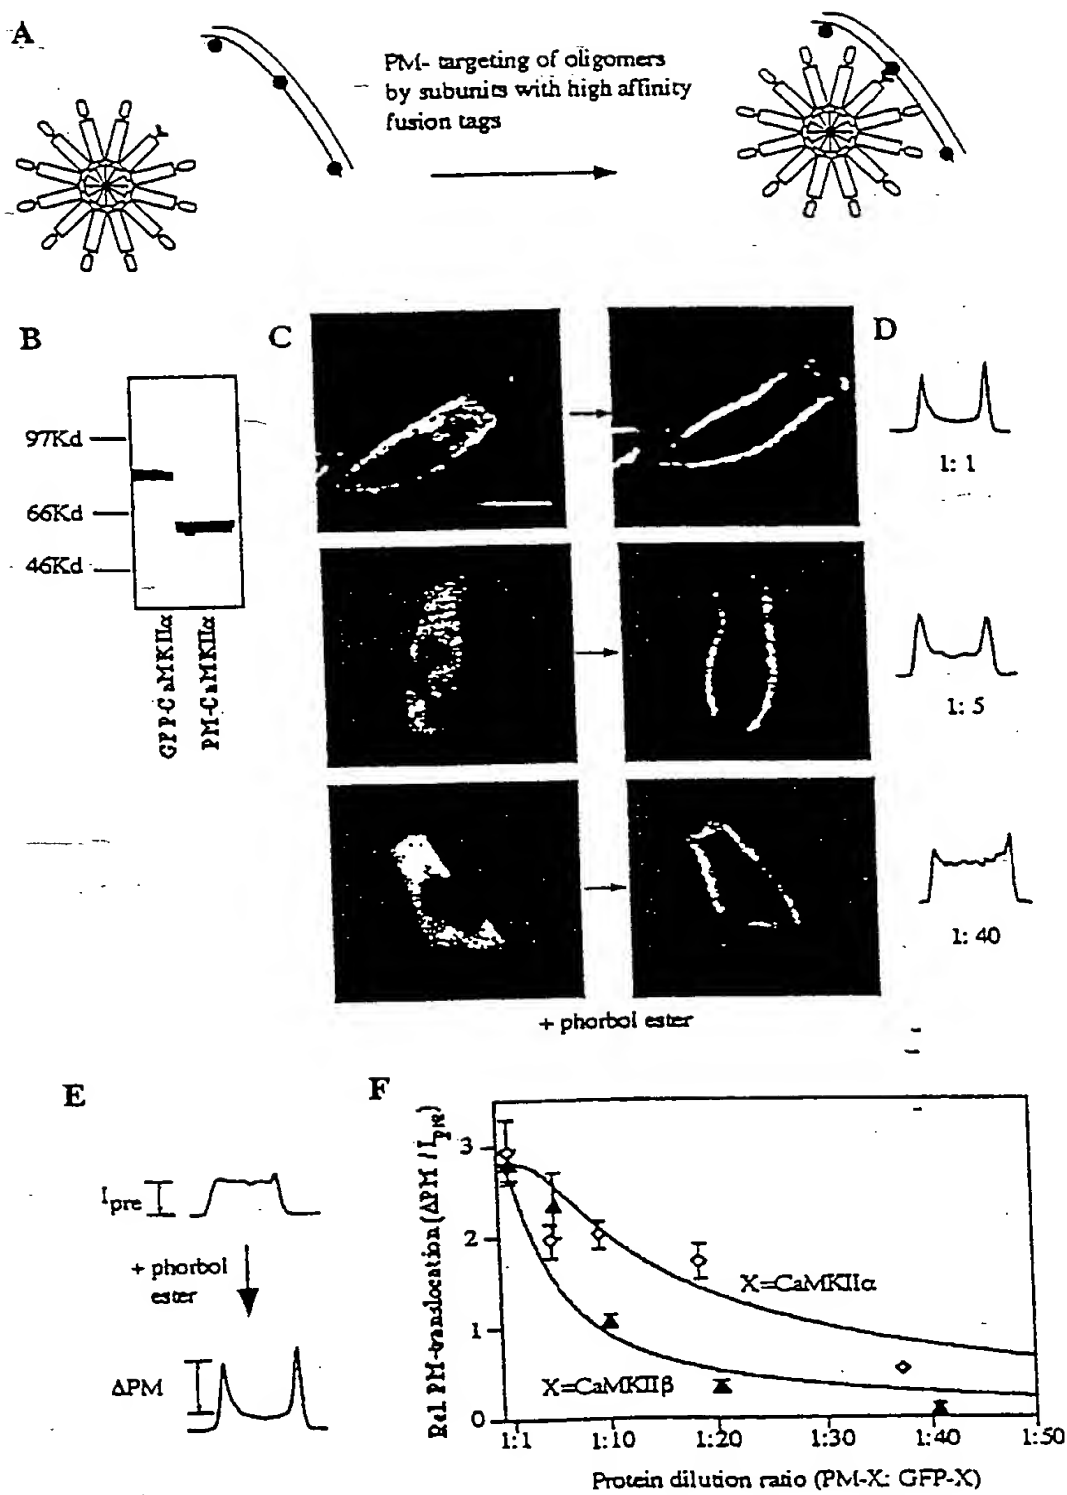 A
PM- targeting of oligomers
by subunits with high affinity
fusion tags
B
97Kd
66Kd
46Kd
GFP-CaMKIIα
PM-CaMKIIα
C
+ phorbol ester
D
1: 1
1: 5
1: 40
E
Ipre
+ phorbol
ester
ΔPM
F
Rel. PM-translocation (ΔPM / Ipre)
3
2
1
0
X=CaMKIIα
X=CaMKIIβ
1:1
1:10
1:20
1:30
1:40
1:50
Protein dilution ratio (PM-X: GFP-X)